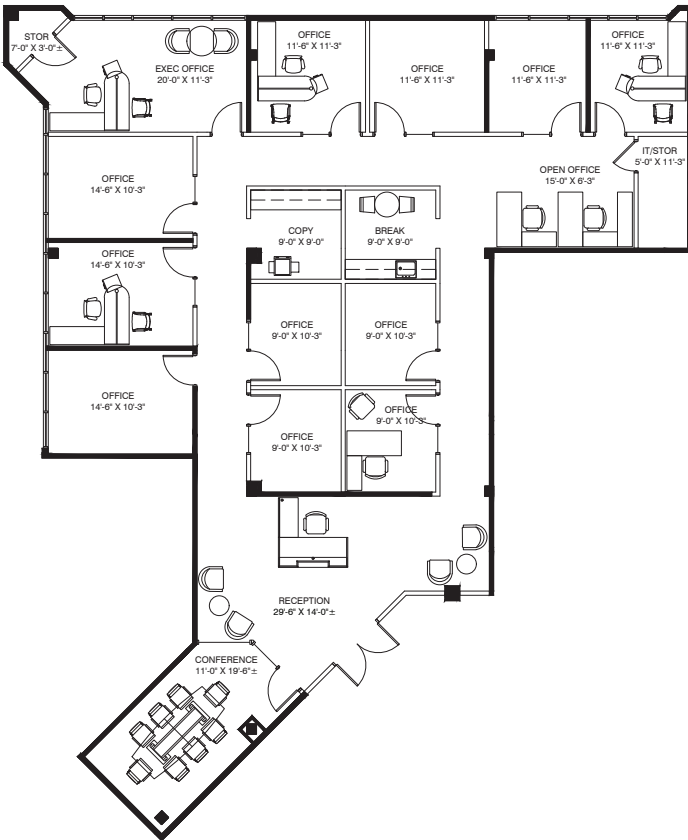 STOR
7'-0" X 3'-0"±
EXEC OFFICE
20'-0" X 11'-3"
OFFICE
11'-6" X 11'-3"
OFFICE
11'-6" X 11'-3"
OFFICE
11'-6" X 11'-3"
OFFICE
11'-6" X 11'-3"
IT/STOR
5'-0" X 11'-3"
OPEN OFFICE
15'-0" X 6'-3"
OFFICE
14'-6" X 10'-3"
COPY
9'-0" X 9'-0"
BREAK
9'-0" X 9'-0"
OFFICE
14'-6" X 10'-3"
OFFICE
9'-0" X 10'-3"
OFFICE
9'-0" X 10'-3"
OFFICE
14'-6" X 10'-3"
OFFICE
9'-0" X 10'-3"
OFFICE
9'-0" X 10'-3"
RECEPTION
29'-6" X 14'-0"±
CONFERENCE
11'-0" X 19'-6"±